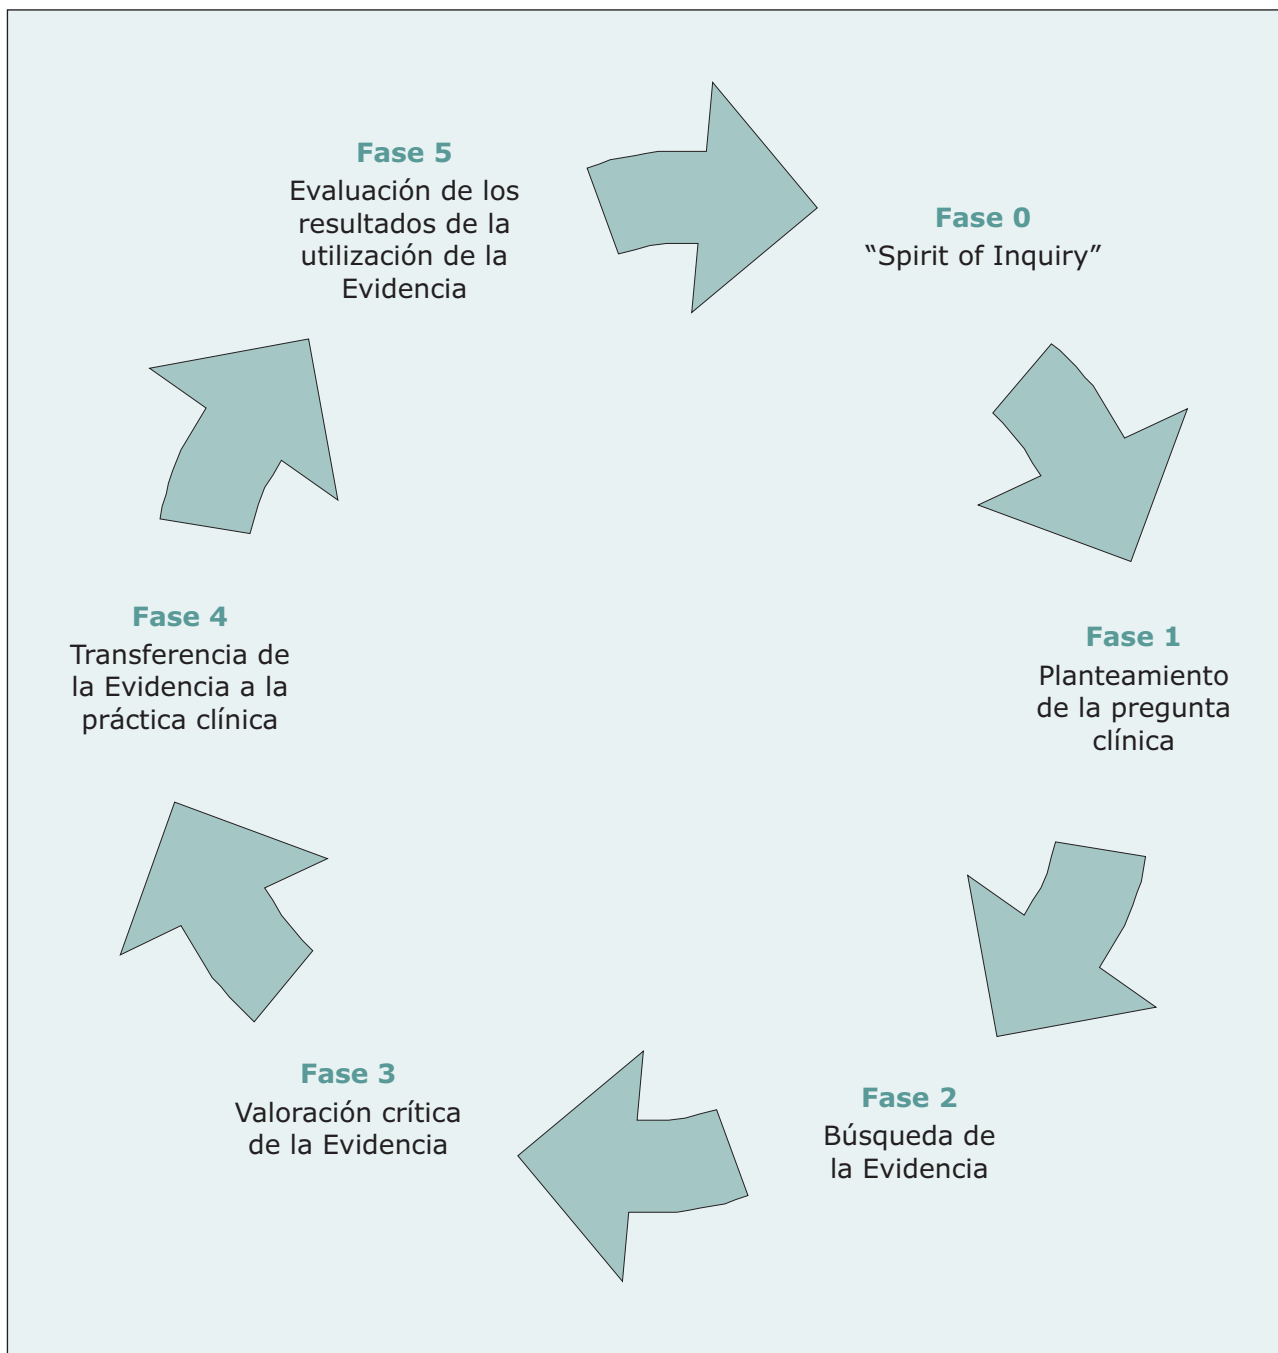 Fase 5
Evaluación de los
resultados de la
utilización de la
Evidencia
Fase 0
“Spirit of Inquiry”
Fase 1
Planteamiento
de la pregunta
clínica
Fase 2
Búsqueda de
la Evidencia
Fase 3
Valoración crítica
de la Evidencia
Fase 4
Transferencia de
la Evidencia a la
práctica clínica